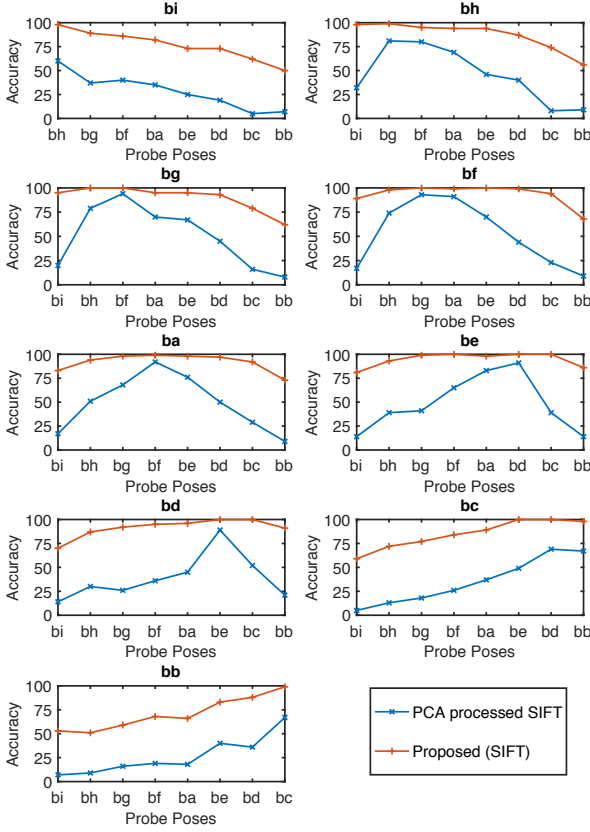 bi
100
75
50
25
0
Accuracy
bh bg bf ba be bd bc bb
Probe Poses
bh
100
75
50
25
0
Accuracy
bi bg bf ba be bd bc bb
Probe Poses
bg
100
75
50
25
0
Accuracy
bi bh bf ba be bd bc bb
Probe Poses
bf
100
75
50
25
0
Accuracy
bi bh bg ba be bd bc bb
Probe Poses
ba
100
75
50
25
0
Accuracy
bi bh bg bf be bd bc bb
Probe Poses
be
100
75
50
25
0
Accuracy
bi bh bg bf ba bd bc bb
Probe Poses
bd
100
75
50
25
0
Accuracy
bi bh bg bf ba be bc bb
Probe Poses
bc
100
75
50
25
0
Accuracy
bi bh bg bf ba be bd bb
Probe Poses
bb
100
75
50
25
0
Accuracy
bi bh bg bf ba be bd bc
Probe Poses
PCA processed SIFT
Proposed (SIFT)